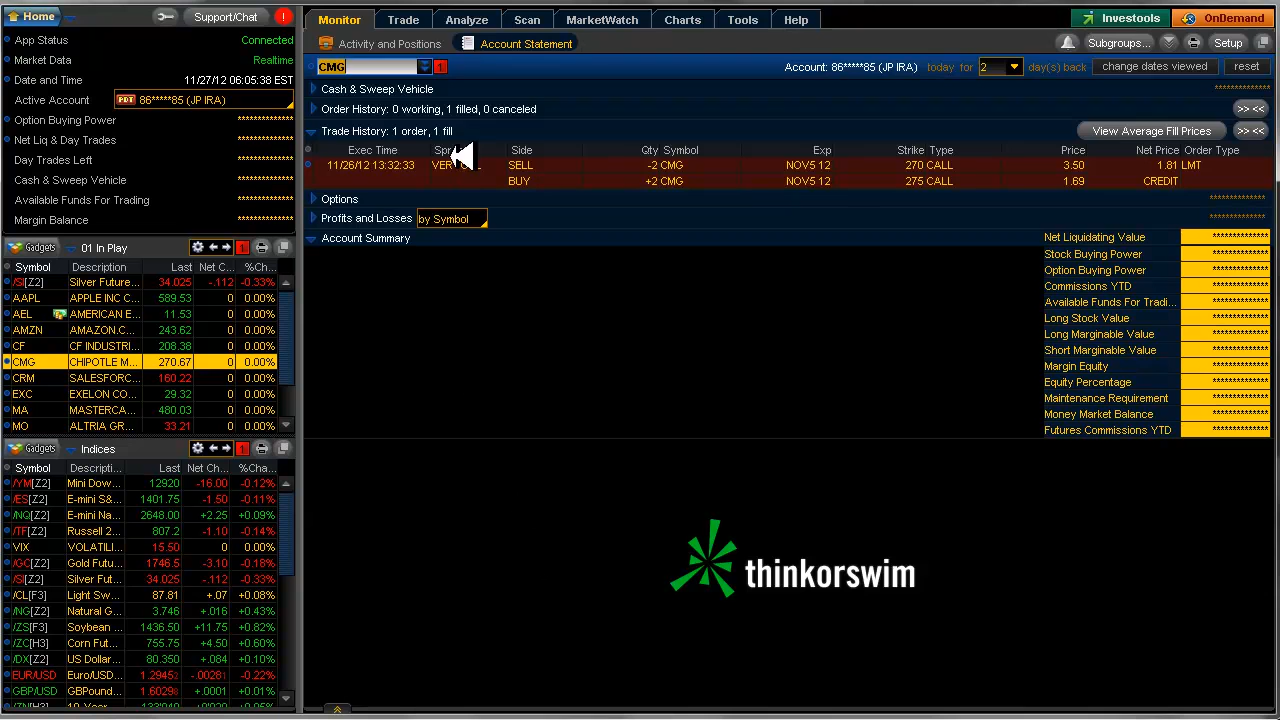 Home Support/Chat !
Monitor Trade Analyze Scan MarketWatch Charts Tools Help Investools OnDemand
App Status Connected
Activity and Positions Account Statement Subgroups... Setup
Market Data Realtime
CMG 1 Account: 86*****85 (JP IRA) today for 2 day(s) back change dates viewed reset
Date and Time 11/27/12 06:05:38 EST
Cash & Sweep Vehicle **************
Active Account PDT 86*****85 (JP IRA)
Order History: 0 working, 1 filled, 0 canceled >> <<
Option Buying Power **************
Trade History: 1 order, 1 fill View Average Fill Prices >> <<
Net Liq & Day Trades **************
Exec Time Side Qty Symbol Exp Strike Type Price Net Price Order Type
Day Trades Left **************
11/26/12 13:32:33 SELL -2 CMG NOV5 12 270 CALL 3.50 1.81 LMT
Cash & Sweep Vehicle **************
BUY +2 CMG NOV5 12 275 CALL 1.69 CREDIT
Available Funds For Trading **************
Options **************
Margin Balance **************
Profits and Losses by Symbol **************
Account Summary
Net Liquidating Value **************
Stock Buying Power **************
Option Buying Power **************
Commissions YTD **************
Available Funds For Tradi... **************
Long Stock Value **************
Long Marginable Value **************
Short Marginable Value **************
Margin Equity **************
Equity Percentage **************
Maintenance Requirement **************
Money Market Balance **************
Futures Commissions YTD **************
Gadgets 01 In Play 1
Symbol Description Last Net C... %Cha...
/SI[Z2] Silver Future... 34.025 -.112 -0.33%
AAPL APPLE INC C... 589.53 0 0.00%
AEL AMERICAN E... 11.53 0 0.00%
AMZN AMAZON.C... 243.62 0 0.00%
CF CF INDUSTRI... 208.38 0 0.00%
CMG CHIPOTLE M... 270.67 0 0.00%
CRM SALESFORC... 160.22 0 0.00%
EXC EXELON CO... 29.32 0 0.00%
MA MASTERCA... 480.03 0 0.00%
MO ALTRIA GR... 33.21 0 0.00%
Gadgets Indices 1
Symbol Descripti... Last Net Ch... %Cha...
/YM[Z2] Mini Dow... 12920 -16.00 -0.12%
/ES[Z2] E-mini S&... 1401.75 -1.50 -0.11%
/NQ[Z2] E-mini Na... 2648.00 +2.25 +0.09%
/TF[Z2] Russell 2... 807.2 -1.10 -0.14%
VIX VOLATILI... 15.50 0 0.00%
/GC[Z2] Gold Futu... 1746.5 -3.10 -0.18%
/SI[Z2] Silver Fut... 34.025 -.112 -0.33%
/CL[F3] Light Sw... 87.81 +.07 +0.08%
/NG[Z2] Natural G... 3.746 +.016 +0.43%
/ZS[F3] Soybean ... 1436.50 +11.75 +0.82%
/ZC[H3] Corn Fut... 755.75 +4.50 +0.60%
/DX[Z2] US Dollar... 80.350 +.084 +0.10%
EUR/USD Euro/USD... 1.2945 -.0028 -0.22%
GBP/USD GBPound... 1.6029 +.0001 +0.01%
thinkorswim